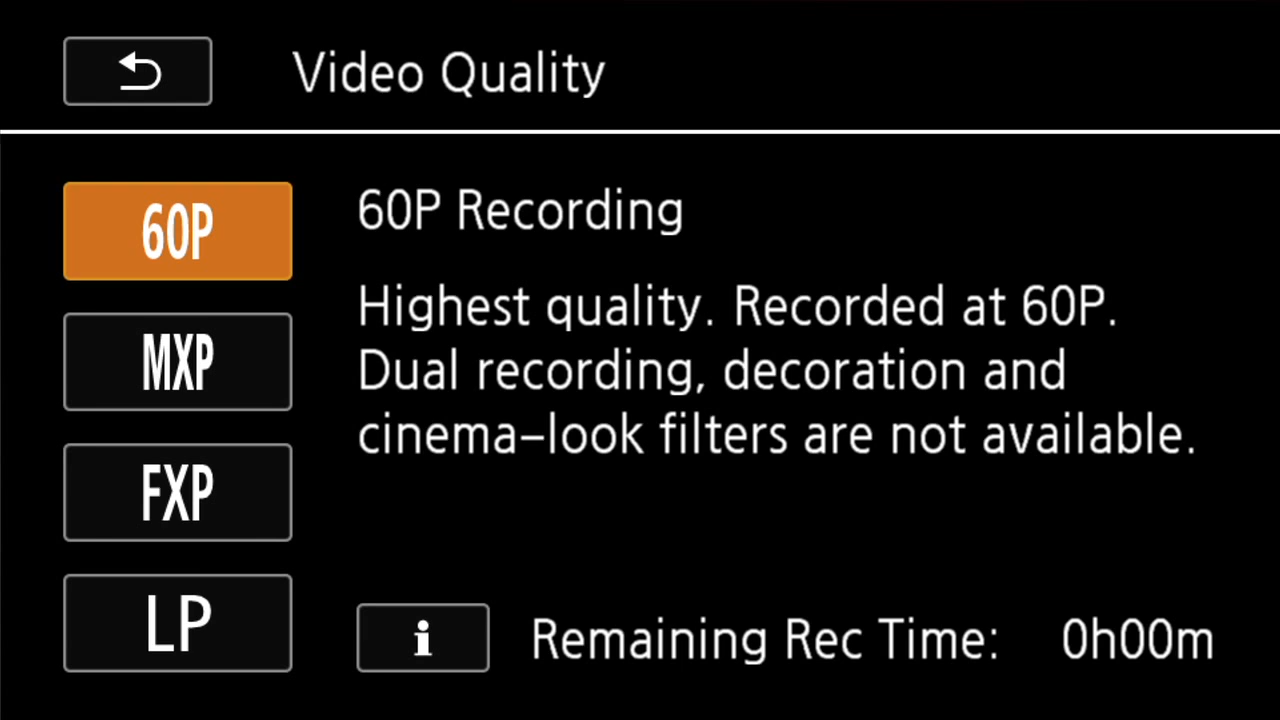 Video Quality
60P
60P Recording
Highest quality. Recorded at 60P.
Dual recording, decoration and
cinema–look filters are not available.
MXP
FXP
LP
i
Remaining Rec Time: 0h00m